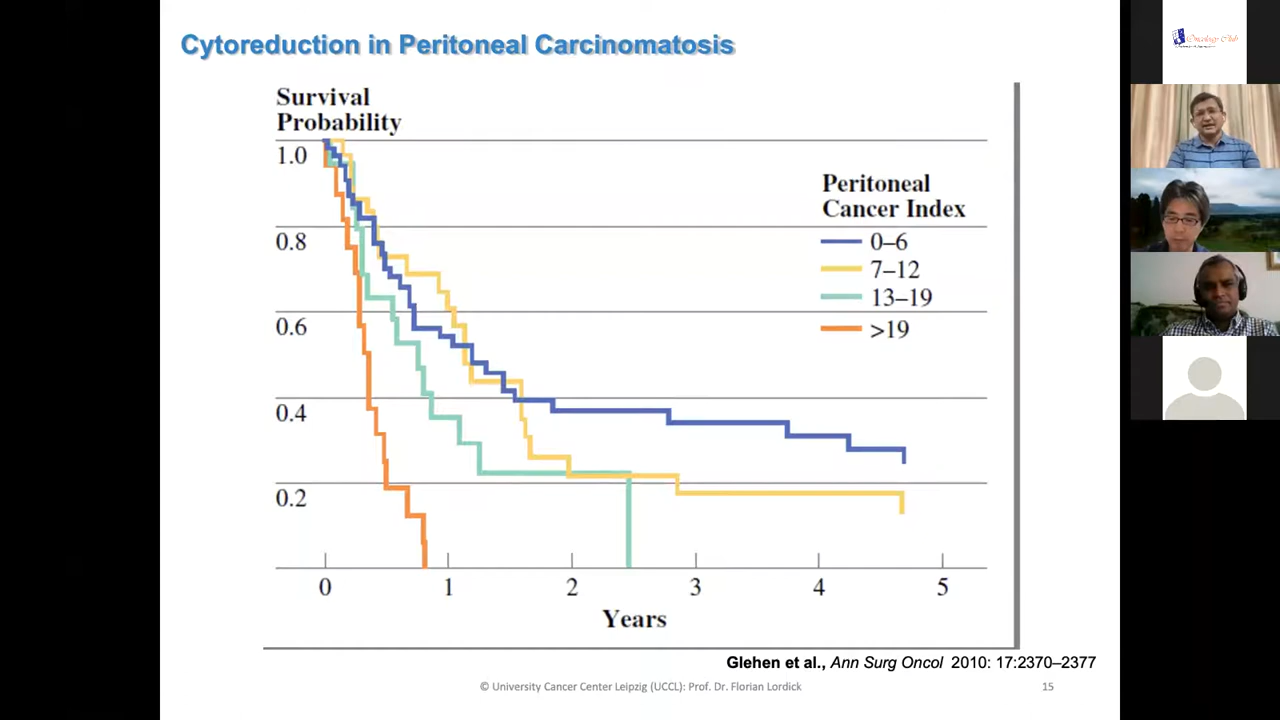 Cytoreduction in Peritoneal Carcinomatosis
Survival
Probability
1.0
0.8
0.6
0.4
0.2
Peritoneal
Cancer Index
0–6
7–12
13–19
>19
0 1 2 3 4 5
Years
Glehen et al., Ann Surg Oncol 2010: 17:2370–2377
© University Cancer Center Leipzig (UCCL): Prof. Dr. Florian Lordick
15
Oncology Club